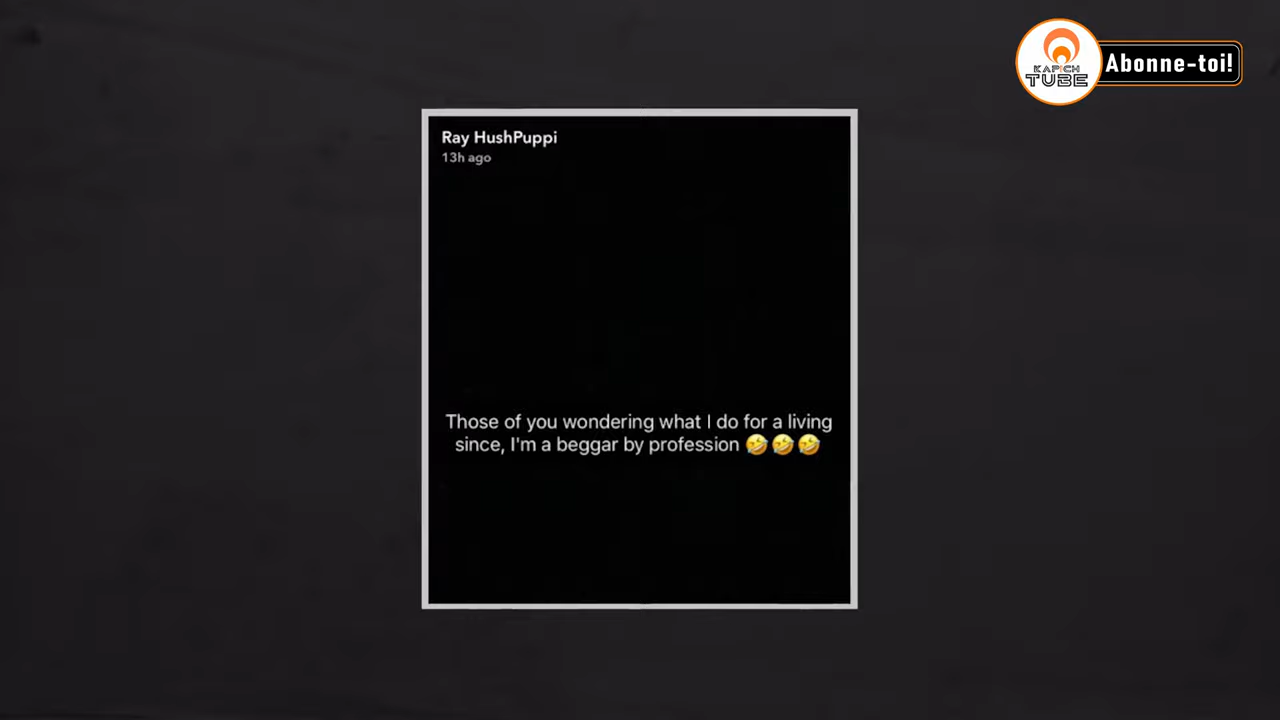 KAPICH
TUBE
Abonne-toi!
Ray HushPuppi
13h ago
Those of you wondering what I do for a living
since, I'm a beggar by profession 🤣🤣🤣